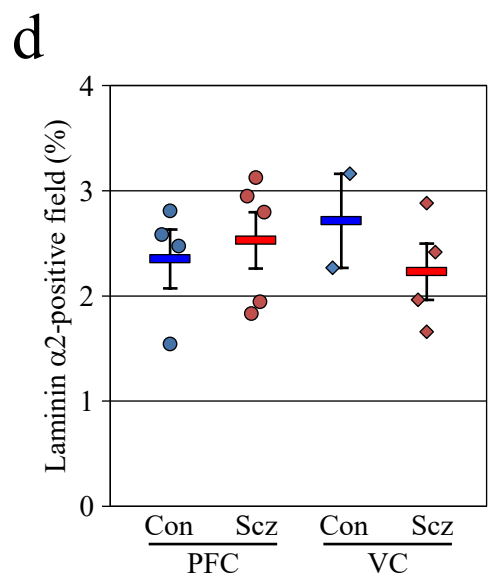 d
Laminin α2-positive field (%)
4
3
2
1
0
Con Scz Con Scz
PFC VC